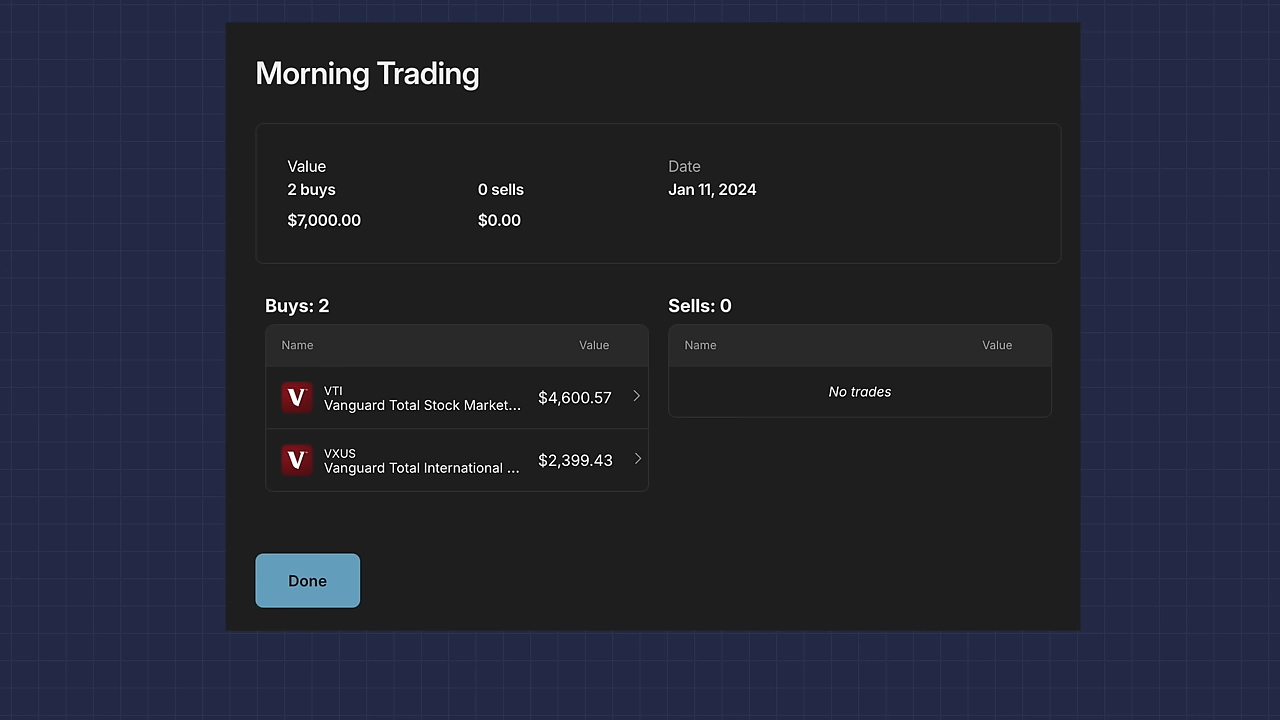 Morning Trading
Value
2 buys 0 sells
$7,000.00 $0.00
Date
Jan 11, 2024
Buys: 2
Name Value
V
VTI
Vanguard Total Stock Market... $4,600.57
V
VXUS
Vanguard Total International ... $2,399.43
Sells: 0
Name Value
No trades
Done